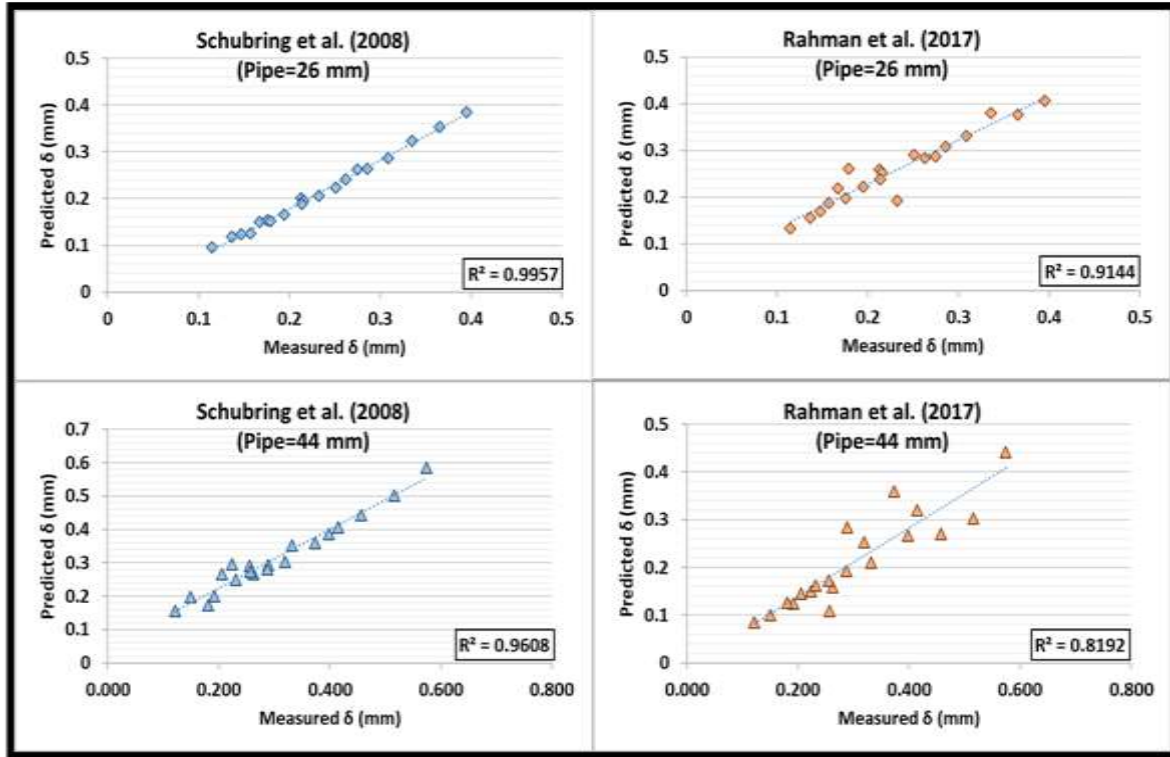 Schubring et al. (2008)
(Pipe=26 mm)
Predicted δ (mm)
0.5
0.4
0.3
0.2
0.1
0
R² = 0.9957
0 0.1 0.2 0.3 0.4 0.5
Measured δ (mm)
Rahman et al. (2017)
(Pipe=26 mm)
Predicted δ (mm)
0.5
0.4
0.3
0.2
0.1
0
R² = 0.9144
0 0.1 0.2 0.3 0.4 0.5
Measured δ (mm)
Schubring et al. (2008)
(Pipe=44 mm)
Predicted δ (mm)
0.7
0.6
0.5
0.4
0.3
0.2
0.1
0
R² = 0.9608
0.000 0.200 0.400 0.600 0.800
Measured δ (mm)
Rahman et al. (2017)
(Pipe=44 mm)
Predicted δ (mm)
0.5
0.4
0.3
0.2
0.1
0
R² = 0.8192
0.000 0.200 0.400 0.600 0.800
Measured δ (mm)